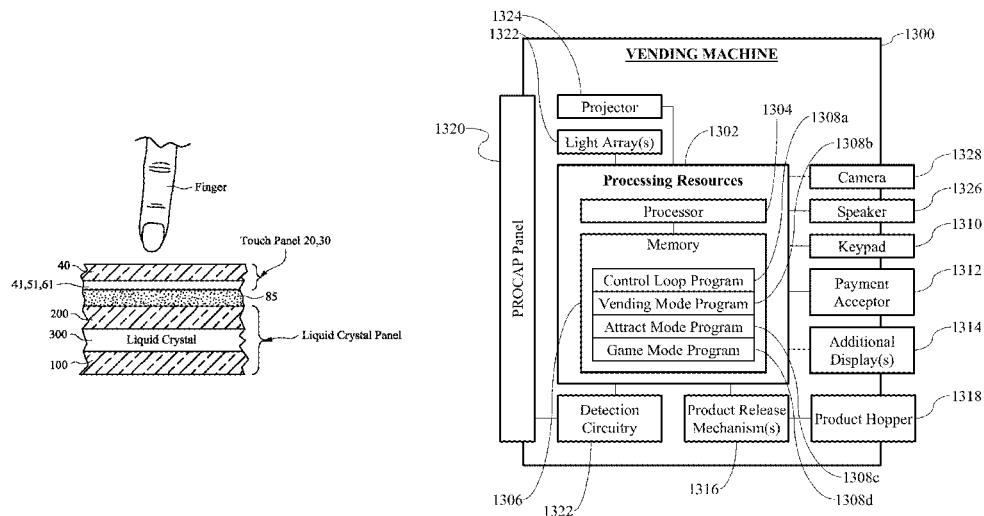 Finger
Touch Panel 20,30
40
41,51,61
85
200
300
Liquid Crystal
Liquid Crystal Panel
100
1324
1322
1300
VENDING MACHINE
1320
Projector
1304
1308a
Light Array(s)
1302
1308b
Processing Resources
Camera
1328
Processor
Speaker
1326
Memory
Keypad
1310
PROCAP Panel
Control Loop Program
Vending Mode Program
Attract Mode Program
Game Mode Program
Payment
Acceptor
1312
Additional
Display(s)
1314
Detection
Circuitry
Product Release
Mechanism(s)
Product Hopper
1318
1306
1322
1316
1308c
1308d